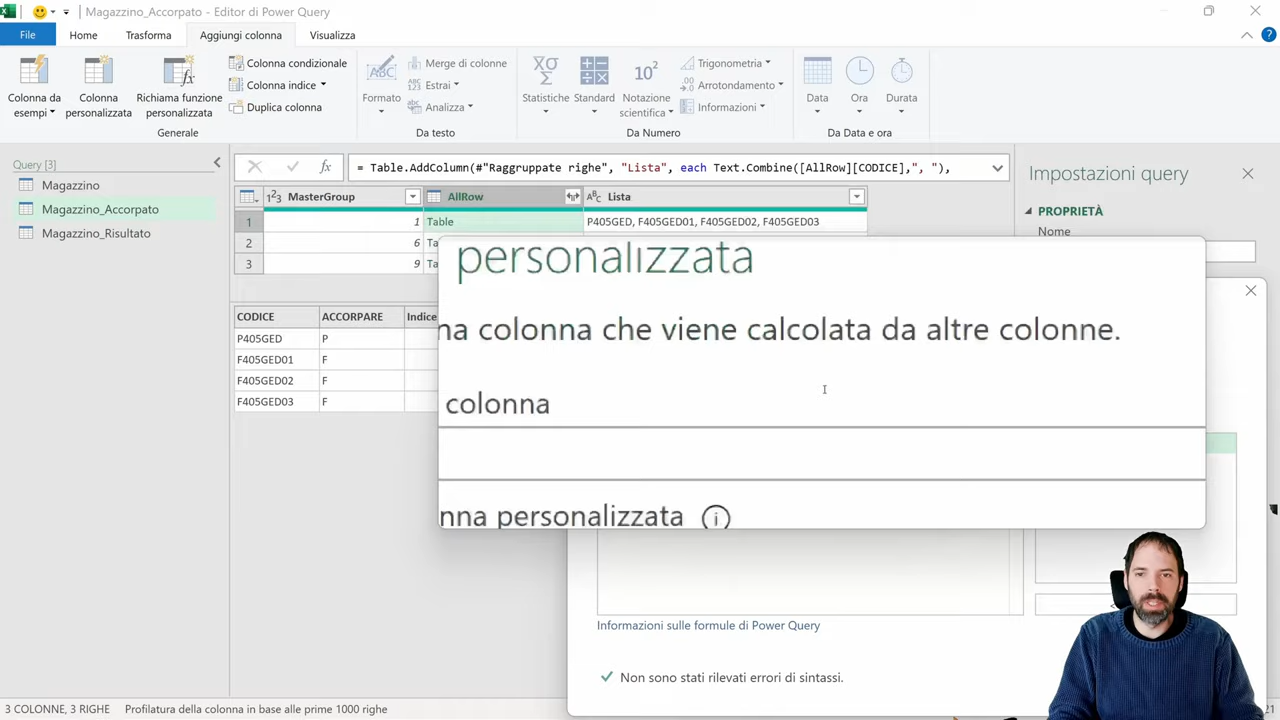 Magazzino_Accorpato - Editor di Power Query
File Home Trasforma Aggiungi colonna Visualizza
Colonna da esempi
Colonna personalizzata
Richiama funzione personalizzata
Colonna condizionale
Colonna indice
Duplica colonna
Generale
Formato
Merge di colonne
Estrai
Analizza
Da testo
Statistiche
Standard
Notazione scientifica
Trigonometria
Arrotondamento
Informazioni
Da Numero
Data
Ora
Durata
Da Data e ora
Query [3]
Magazzino
Magazzino_Accorpato
Magazzino_Risultato
= Table.AddColumn(#"Raggruppate righe", "Lista", each Text.Combine([AllRow][CODICE],", "),
MasterGroup AllRow Lista
1 1 Table P405GED, F405GED01, F405GED02, F405GED03
2 6
3 9
CODICE ACCORPARE Indice
P405GED P
F405GED01 F
F405GED02 F
F405GED03 F
personalizzata
colonna che viene calcolata da altre colonne.
colonna
personalizzata
Informazioni sulle formule di Power Query
Non sono stati rilevati errori di sintassi.
Impostazioni query
PROPRIETÀ
Nome
3 COLONNE, 3 RIGHE Profilatura della colonna in base alle prime 1000 righe